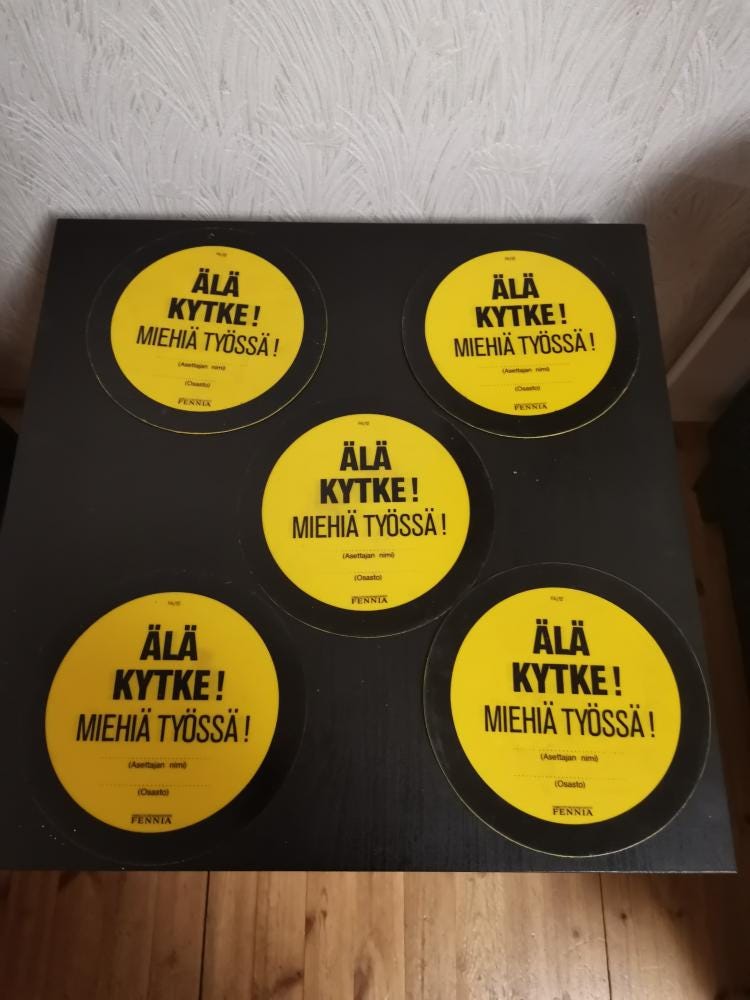 ÄLÄ
KYTKE!
MIEHIÄ TYÖSSÄ!
(Asettajan nimi)
(Osasto)
FENNIA
ÄLÄ
KYTKE!
MIEHIÄ TYÖSSÄ!
(Asettajan nimi)
(Osasto)
FENNIA
ÄLÄ
KYTKE!
MIEHIÄ TYÖSSÄ!
(Asettajan nimi)
(Osasto)
FENNIA
ÄLÄ
KYTKE!
MIEHIÄ TYÖSSÄ!
(Asettajan nimi)
(Osasto)
FENNIA
ÄLÄ
KYTKE!
MIEHIÄ TYÖSSÄ!
(Asettajan nimi)
(Osasto)
FENNIA